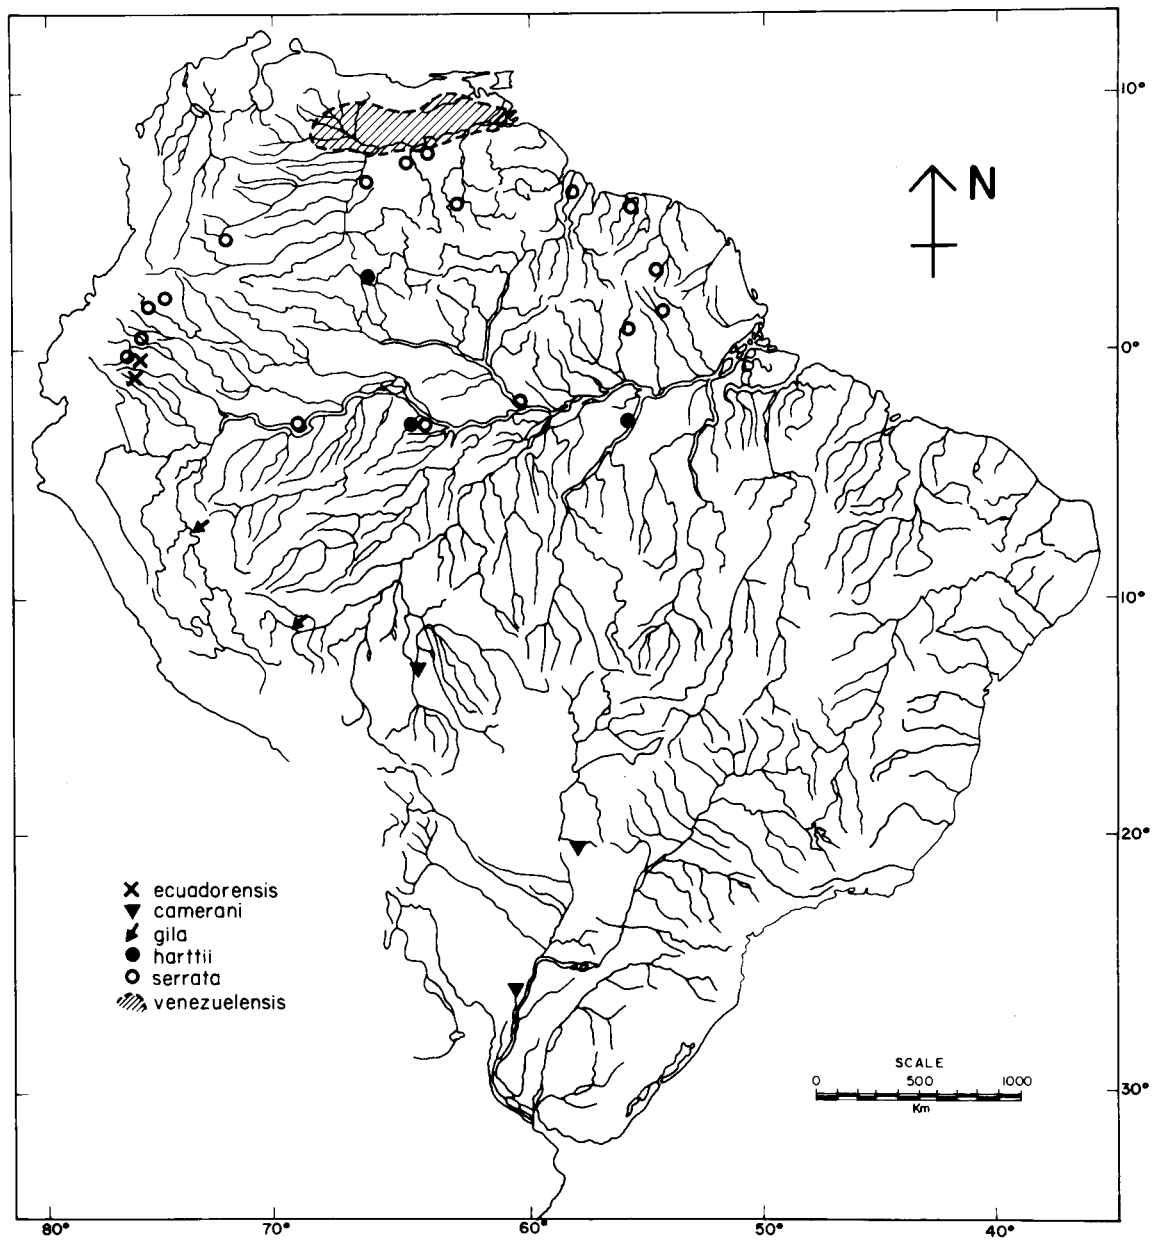 10°
N
0°
10°
20°
ecuadorensis
camerani
gila
harttii
serrata
venezuelensis
SCALE
0 500 1000
Km
30°
80° 70° 60° 50° 40°